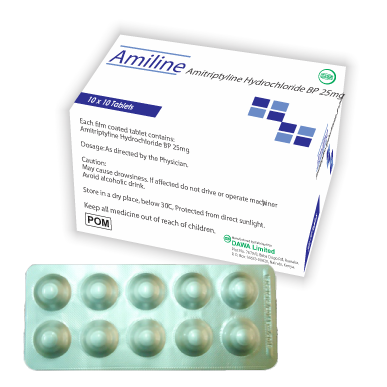 Amiline
Amitriptyline Hydrochloride BP 25mg
10 x 10 Tablets
Each film coated tablet contains:
Amitriptyline Hydrochloride BP 25mg
Dosage: As directed by the Physician.
Caution:
May cause drowsiness. If affected do not drive or operate machiner
Avoid alcoholic drink.
Store in a dry place, below 30C, Protected from direct sunlight.
Keep all medicine out of reach of children.
POM
DAWA Limited